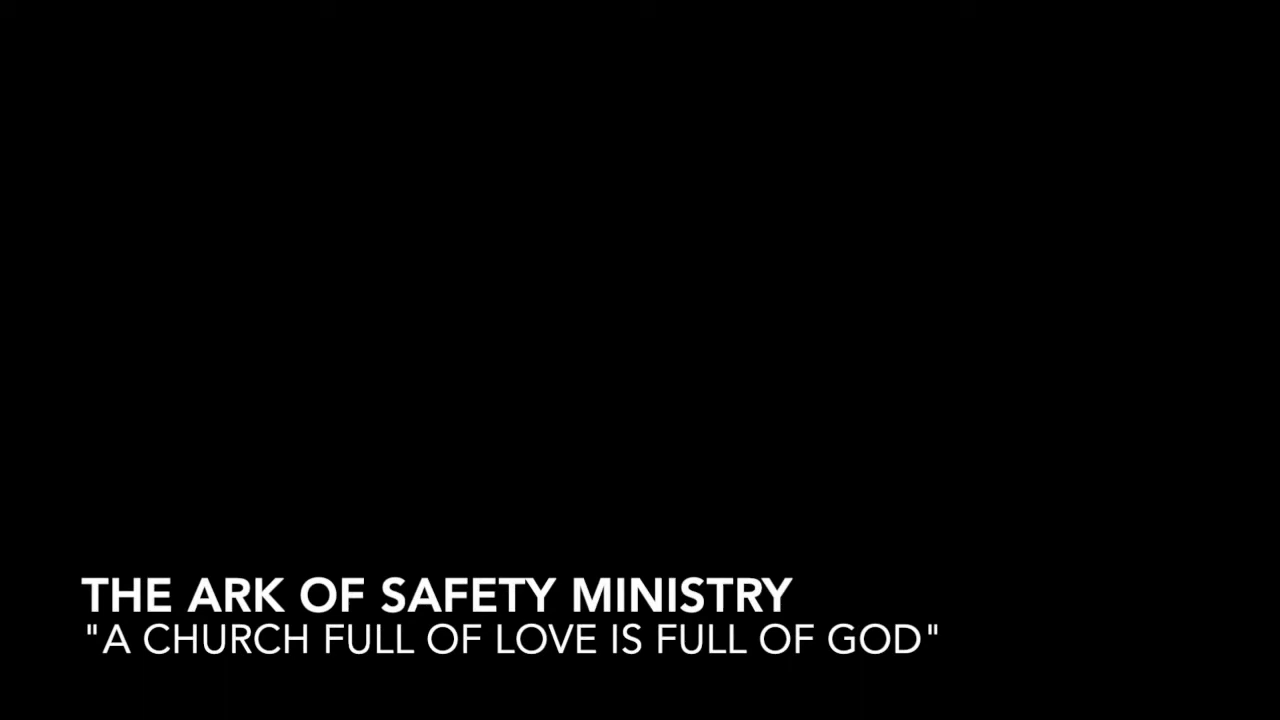 THE ARK OF SAFETY MINISTRY
"A CHURCH FULL OF LOVE IS FULL OF GOD"